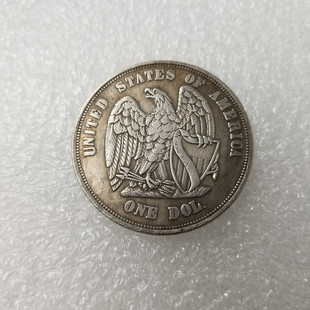 UNITED STATES OF AMERICA
ONE DOL.